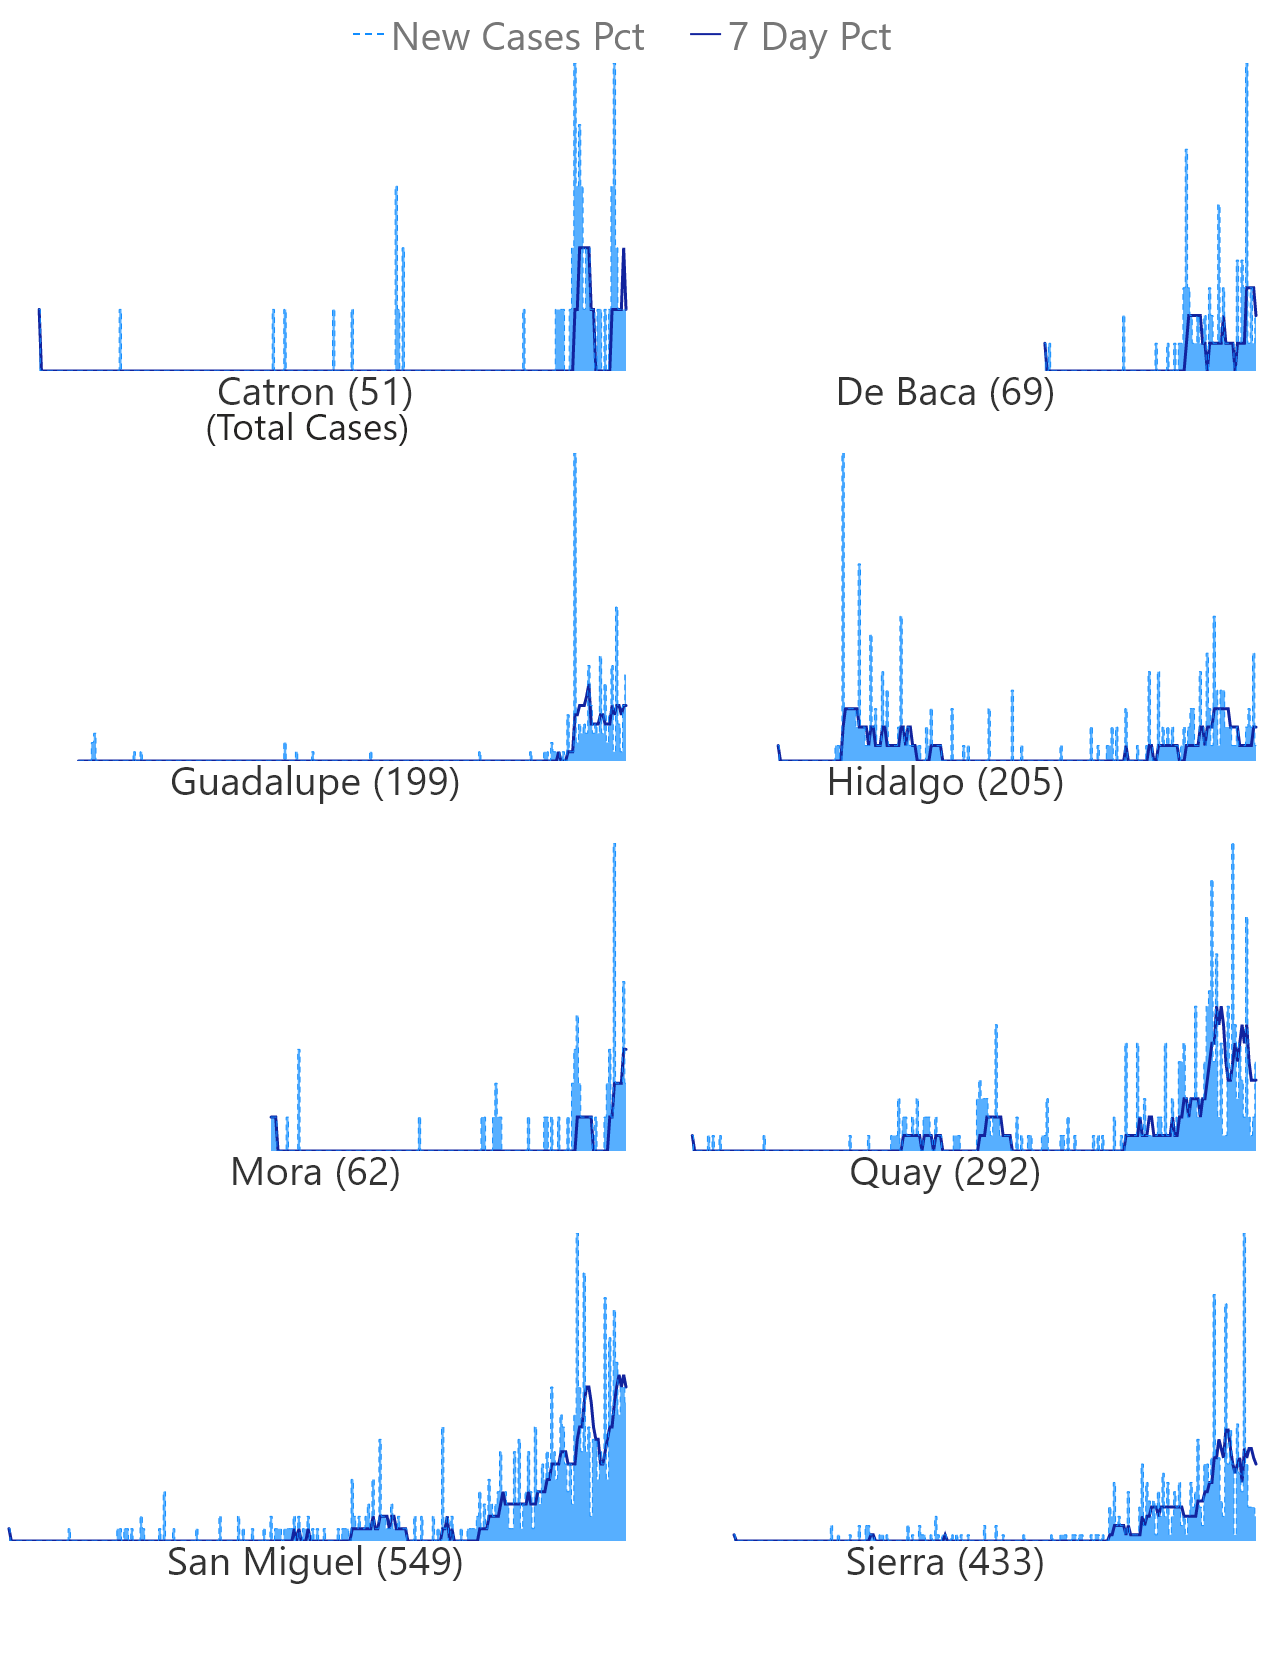 New Cases Pct 7 Day Pct
Catron (51) De Baca (69)
(Total Cases)
Guadalupe (199) Hidalgo (205)
Mora (62) Quay (292)
San Miguel (549) Sierra (433)